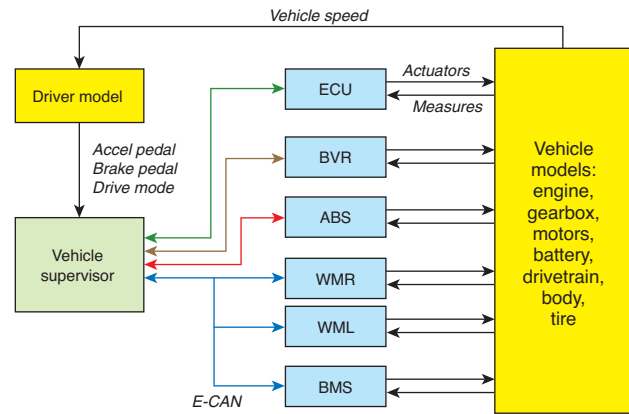 Vehicle speed
Driver model
ECU
Actuators
Measures
Accel pedal
Brake pedal
Drive mode
BVR
Vehicle
models:
engine,
gearbox,
motors,
battery,
drivetrain,
body,
tire
ABS
Vehicle
supervisor
WMR
WML
BMS
E-CAN